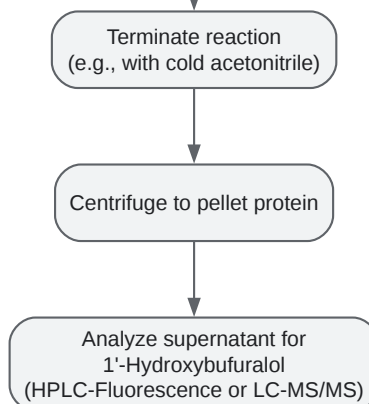 Terminate reaction
(e.g., with cold acetonitrile)
Centrifuge to pellet protein
Analyze supernatant for
1'-Hydroxybufuralol
(HPLC-Fluorescence or LC-MS/MS)